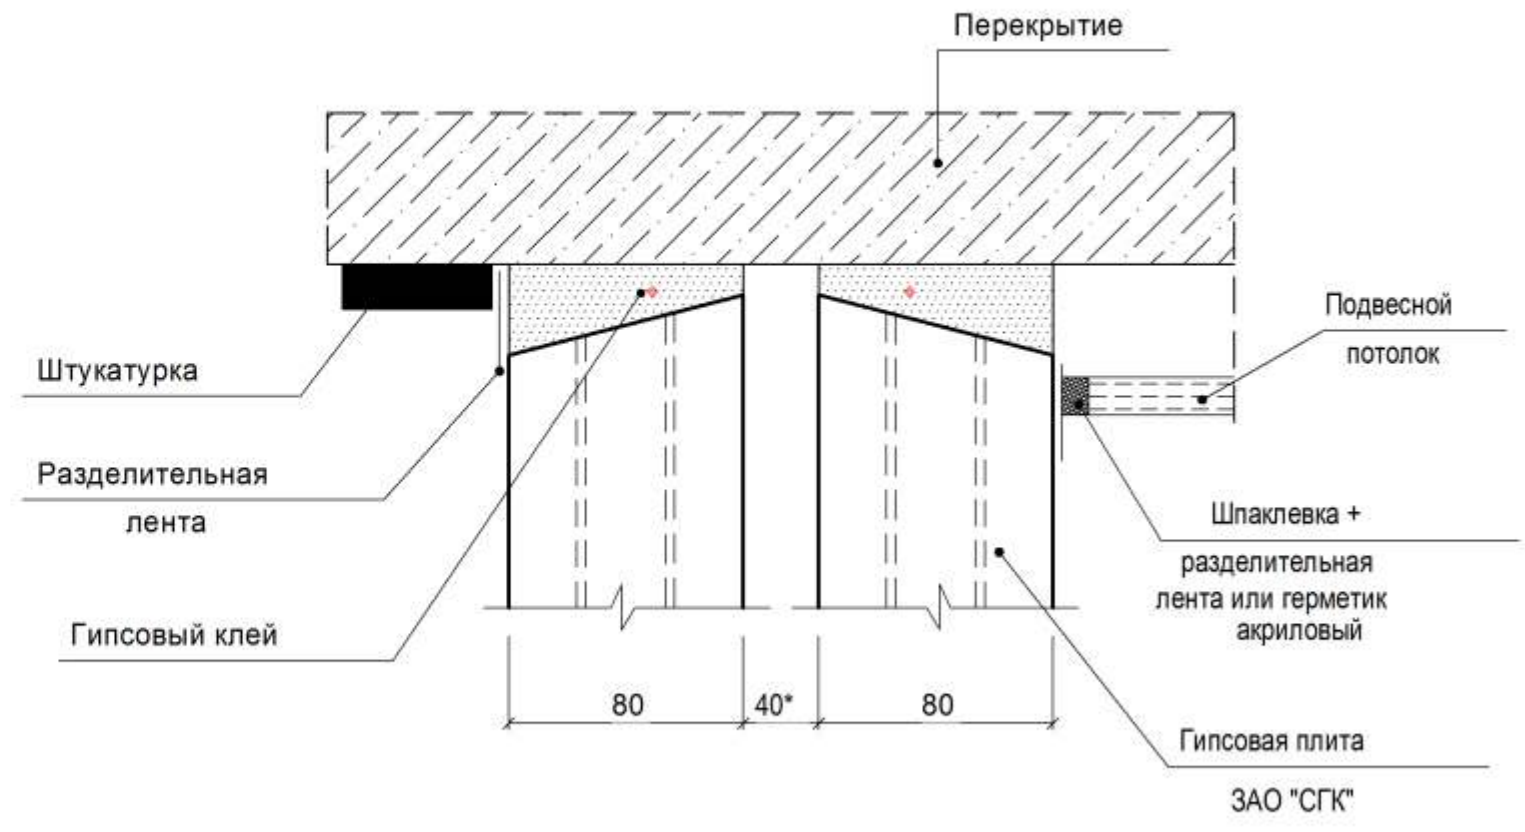 Перекрытие
Подвесной
потолок
Штукатурка
Разделительная
лента
Шпаклевка +
разделительная
лента или герметик
акриловый
Гипсовый клей
80
40*
80
Гипсовая плита
ЗАО "СГК"